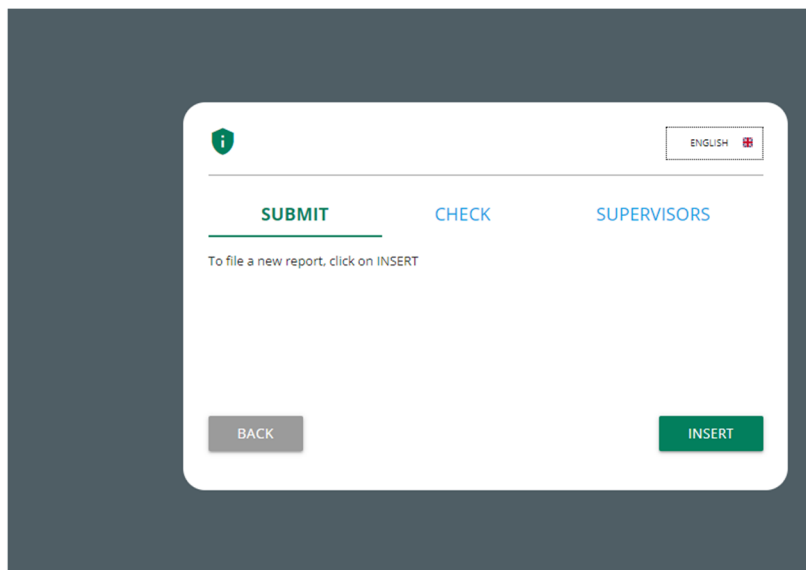 ENGLISH
SUBMIT CHECK SUPERVISORS
To file a new report, click on INSERT
BACK INSERT